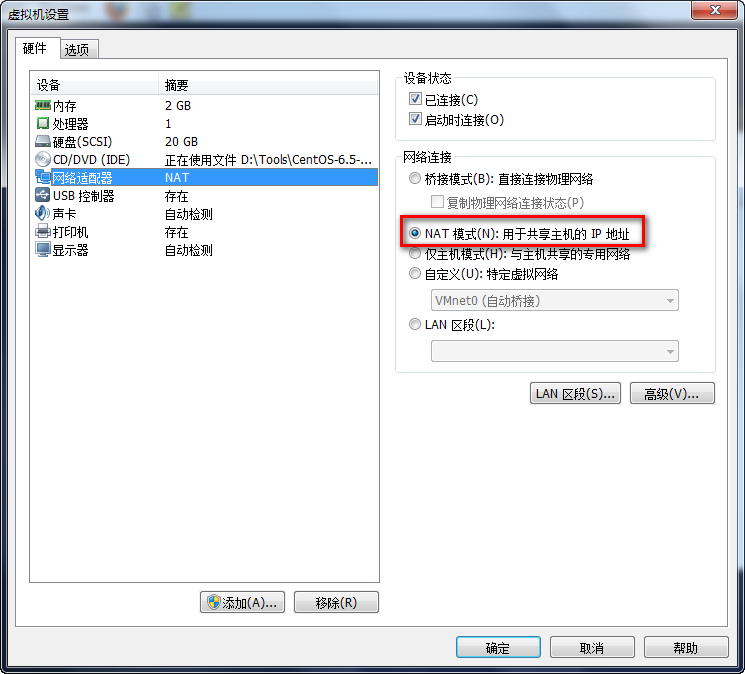 虚拟机设置
硬件 选项
设备 摘要
内存 2 GB
处理器 1
硬盘(SCSI) 20 GB
CD/DVD (IDE) 正在使用文件 D:\Tools\CentOS-6.5-...
网络适配器 NAT
USB 控制器 存在
声卡 自动检测
打印机 存在
显示器 自动检测
添加(A)... 移除(R)
设备状态
已连接(C)
启动时连接(O)
网络连接
桥接模式(B): 直接连接物理网络
复制物理网络连接状态(P)
NAT 模式(N): 用于共享主机的 IP 地址
仅主机模式(H): 与主机共享的专用网络
自定义(U): 特定虚拟网络
VMnet0 (自动桥接)
LAN 区段(L):
LAN 区段(S)... 高级(V)...
确定 取消 帮助